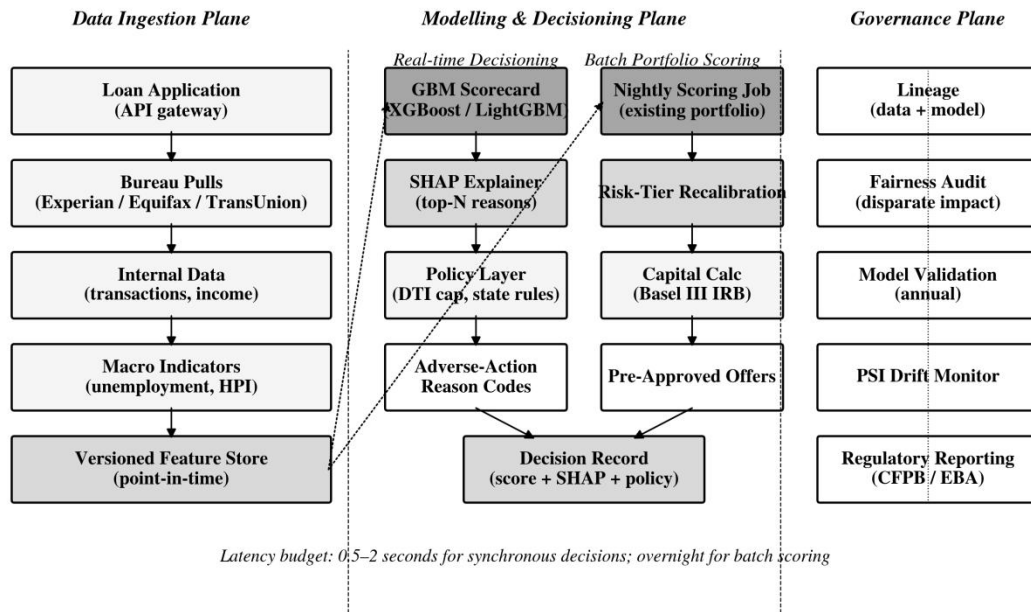 Data Ingestion Plane
Modelling & Decisioning Plane
Governance Plane
Real-time Decisioning
Batch Portfolio Scoring
Loan Application
(API gateway)
Bureau Pulls
(Experian / Equifax / TransUnion)
Internal Data
(transactions, income)
Macro Indicators
(unemployment, HPI)
Versioned Feature Store
(point-in-time)
GBM Scorecard
(XGBoost / LightGBM)
SHAP Explainer
(top-N reasons)
Policy Layer
(DTI cap, state rules)
Adverse-Action
Reason Codes
Nightly Scoring Job
(existing portfolio)
Risk-Tier Recalibration
Capital Calc
(Basel III IRB)
Pre-Approved Offers
Decision Record
(score + SHAP + policy)
Lineage
(data + model)
Fairness Audit
(disparate impact)
Model Validation
(annual)
PSI Drift Monitor
Regulatory Reporting
(CFPB / EBA)
Latency budget: 0.5–2 seconds for synchronous decisions; overnight for batch scoring